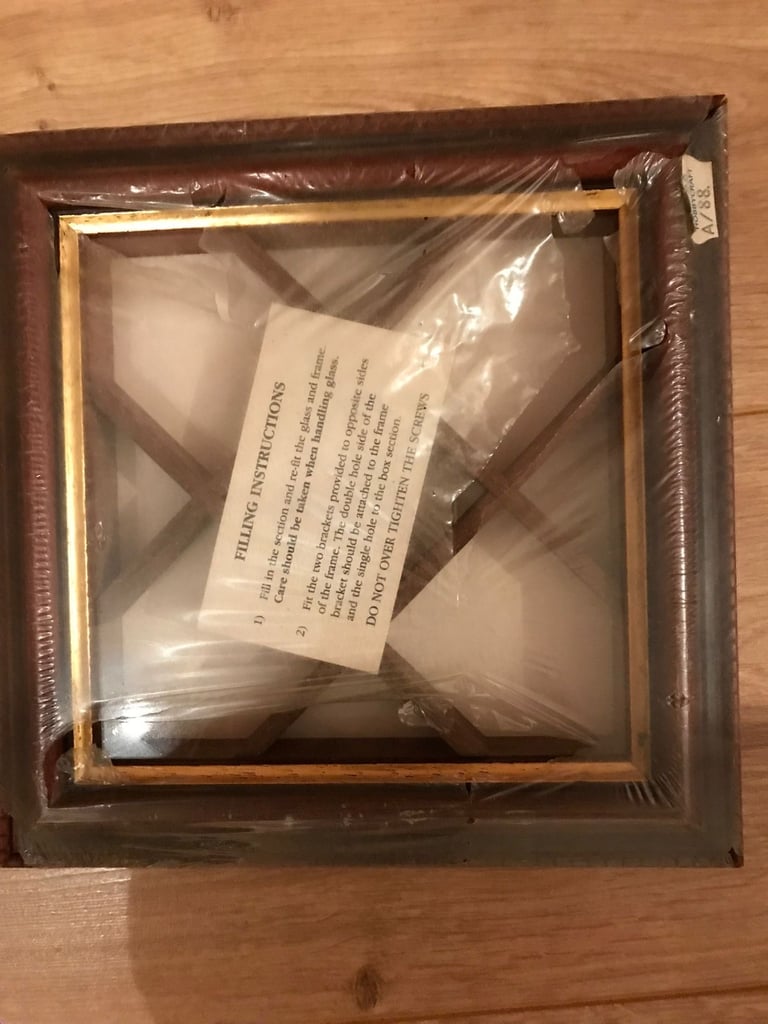 FILLING INSTRUCTIONS
1) Fill in the section and re-fit the glass and frame.
Care should be taken when handling glass.
2) Fit the two brackets provided to opposite sides
of the frame. The double hole side of the
bracket should be attached to the frame
and the single hole to the box section.
DO NOT OVER TIGHTEN THE SCREWS
HOBBYCRAFT
A/88.